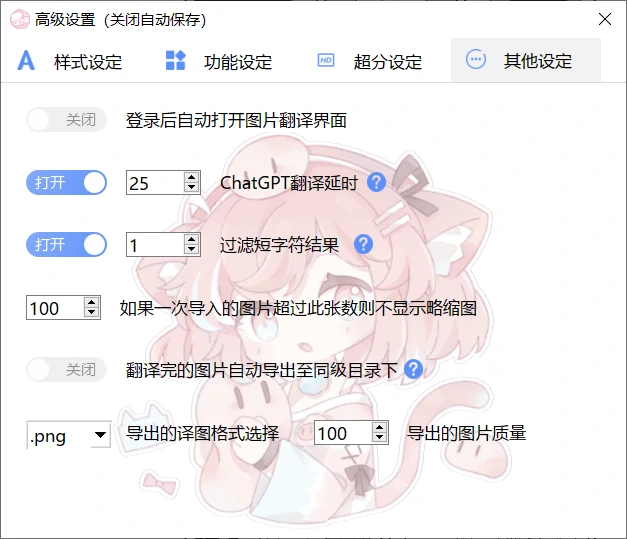 高级设置（关闭自动保存）
样式设定 功能设定 HD 超分设定 其他设定
关闭 登录后自动打开图片翻译界面
打开 25 ChatGPT翻译延时 ?
打开 1 过滤短字符结果 ?
100 如果一次导入的图片超过此张数则不显示略缩图
关闭 翻译完的图片自动导出至同级目录下 ?
.png 导出的译图格式选择 100 导出的图片质量